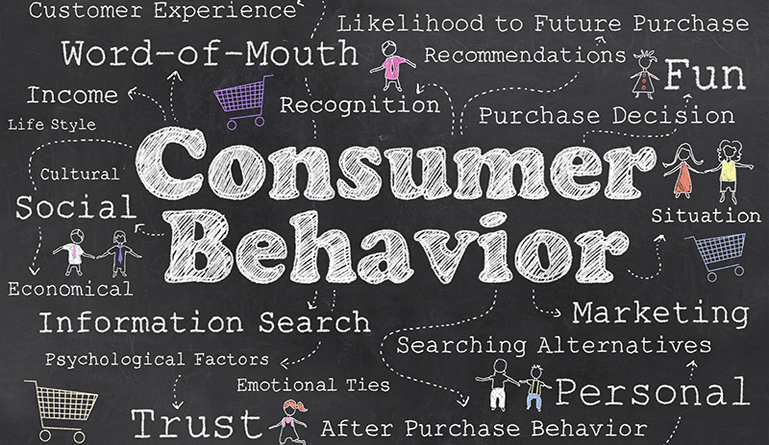 Customer Experience
Likelihood to Future Purchase
Word-of-Mouth
Recommendations
Fun
Income
Recognition
Purchase Decision
Life Style
Consumer
Cultural
Social
Situation
Behavior
Economical
Information Search
Marketing
Searching Alternatives
Psychological Factors
Emotional Ties
Personal
Trust
After Purchase Behavior